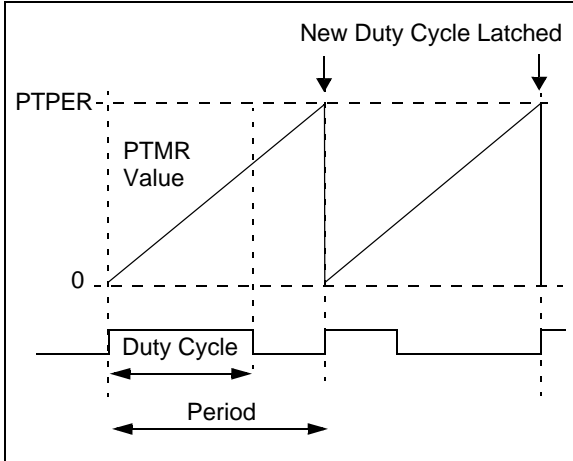 New Duty Cycle Latched
PTPER
PTMR
Value
0
Duty Cycle
Period